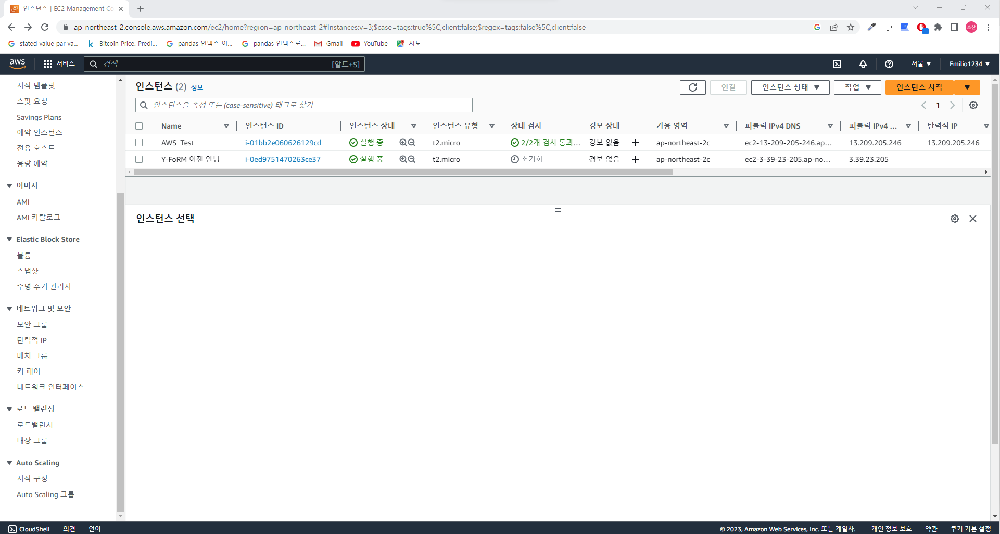 인스턴스 | EC2 Management Co
ap-northeast-2.console.aws.amazon.com/ec2/home?region=ap-northeast-2#Instances:v=3;$case=tags:true%5C,client:false;$regex=tags:false%5C,client:false
호찬
stated value par va... Bitcoin Price. Predi... pandas 인덱스 이... pandas 인덱스로... Gmail YouTube 지도
aws 서비스 검색 [알트+S] 서울 Emilio1234
시작 템플릿
스팟 요청
Savings Plans
예약 인스턴스
전용 호스트
용량 예약
이미지
AMI
AMI 카탈로그
Elastic Block Store
볼륨
스냅샷
수명 주기 관리자
네트워크 및 보안
보안 그룹
탄력적 IP
배치 그룹
키 페어
네트워크 인터페이스
로드 밸런싱
로드밸런서
대상 그룹
Auto Scaling
시작 구성
Auto Scaling 그룹
인스턴스 (2) 정보 연결 인스턴스 상태 작업 인스턴스 시작
인스턴스을 속성 또는 (case-sensitive) 태그로 찾기 1
Name 인스턴스 ID 인스턴스 상태 인스턴스 유형 상태 검사 경보 상태 가용 영역 퍼블릭 IPv4 DNS 퍼블릭 IPv4 ... 탄력적 IP
AWS_Test i-01bb2e060626129cd 실행 중 t2.micro 2/2개 검사 통과... 경보 없음 + ap-northeast-2c ec2-13-209-205-246.ap... 13.209.205.246 13.209.205.246
Y-FoRM 이젠 안녕 i-0ed9751470263ce37 실행 중 t2.micro 초기화 경보 없음 + ap-northeast-2c ec2-3-39-23-205.ap-no... 3.39.23.205 –
인스턴스 선택
CloudShell 의견 언어 © 2023, Amazon Web Services, Inc. 또는 계열사. 개인 정보 보호 약관 쿠키 기본 설정